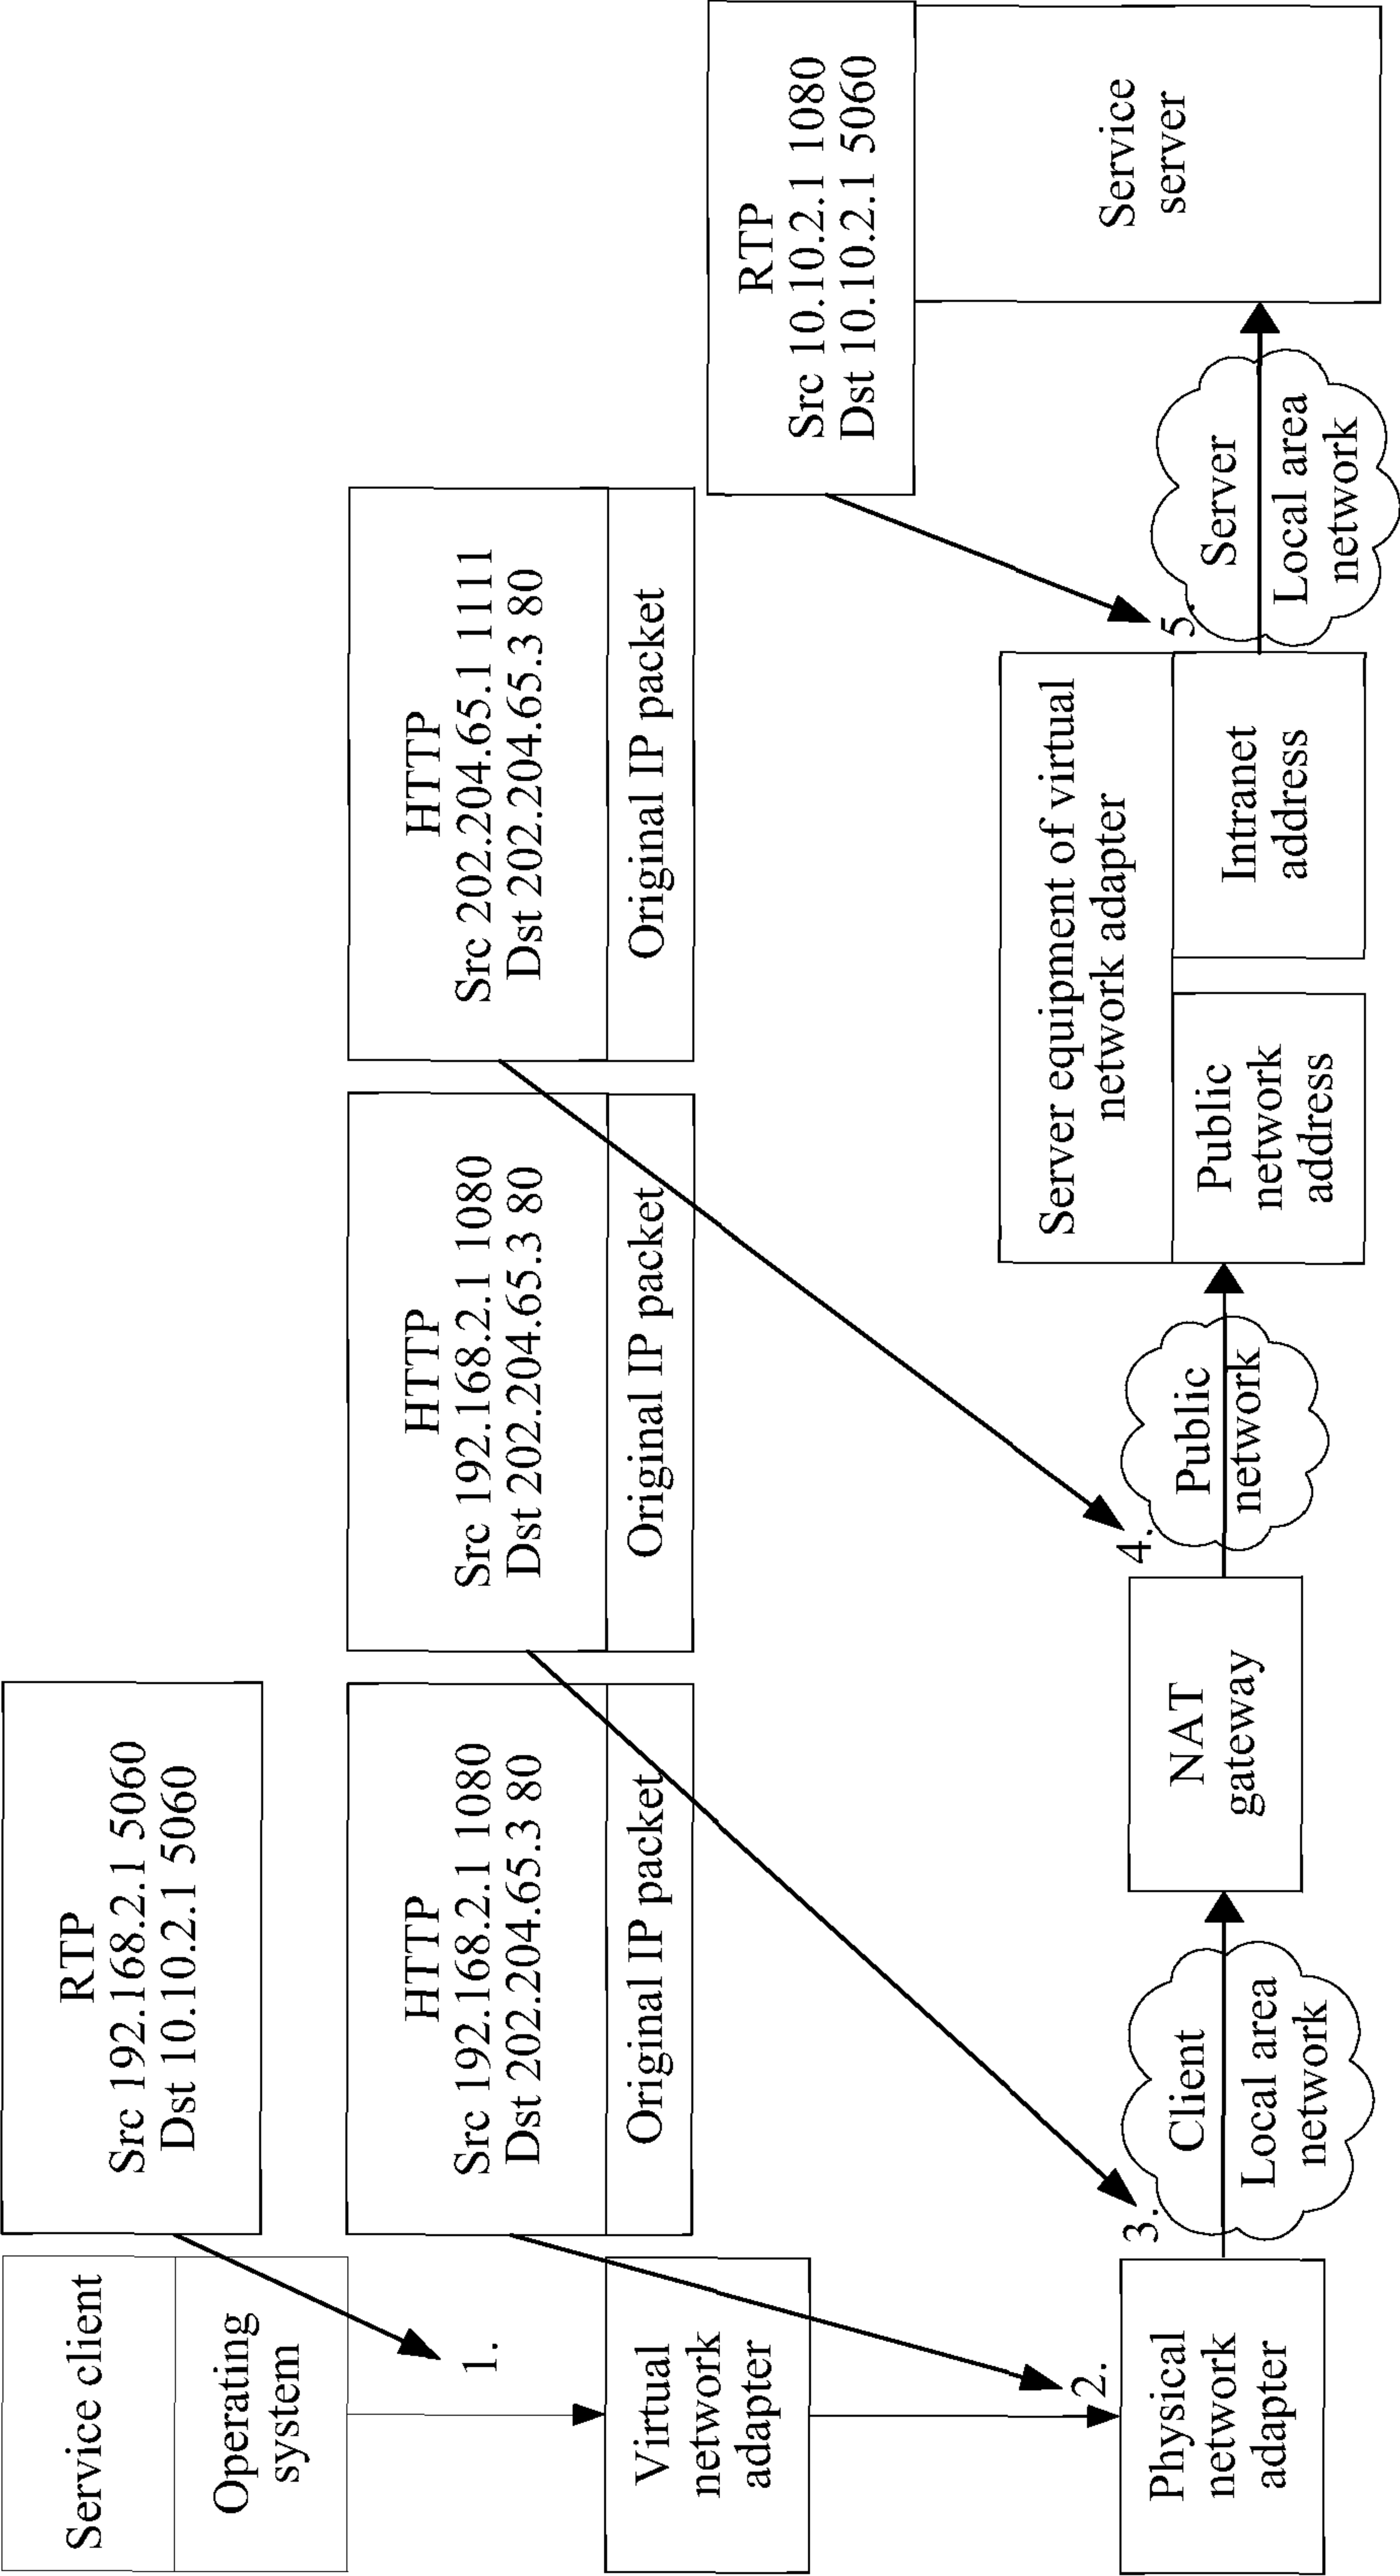 Service client
Operating
system
RTP
Src 192.168.2.1 5060
Dst 10.10.2.1 5060
1.
HTTP
Src 192.168.2.1 1080
Dst 202.204.65.3 80
Original IP packet
HTTP
Src 192.168.2.1 1080
Dst 202.204.65.3 80
Original IP packet
HTTP
Src 202.204.65.1 1111
Dst 202.204.65.3 80
Original IP packet
Virtual
network
adapter
RTP
Src 10.10.2.1 1080
Dst 10.10.2.1 5060
2.
Physical
network
adapter
3.
Client
Local area
network
NAT
gateway
4.
Public
network
Server equipment of virtual
network adapter
Public
network
address
Intranet
address
5.
Server
Local area
network
Service
server